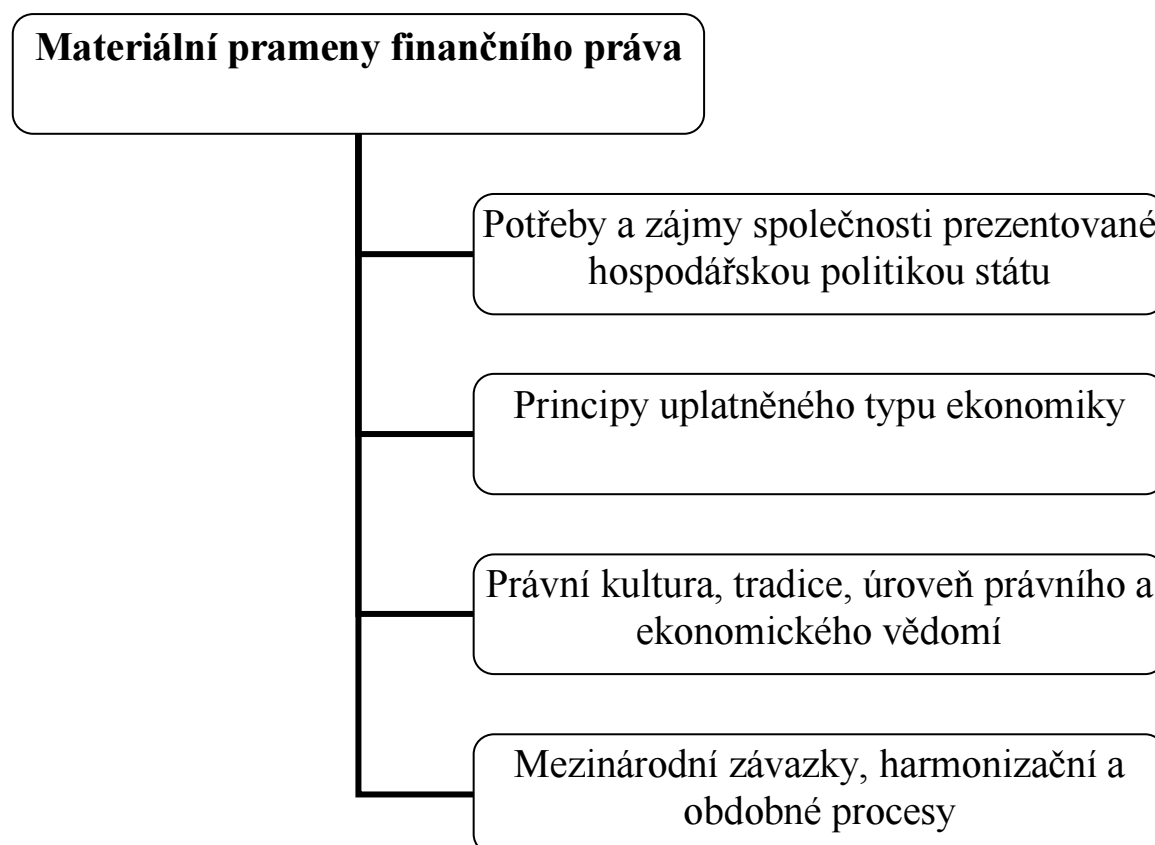 Materiální prameny finančního práva
Potřeby a zájmy společnosti prezentované
hospodářskou politikou státu
Principy uplatněného typu ekonomiky
Právní kultura, tradice, úroveň právního a
ekonomického vědomí
Mezinárodní závazky, harmonizační a
obdobné procesy